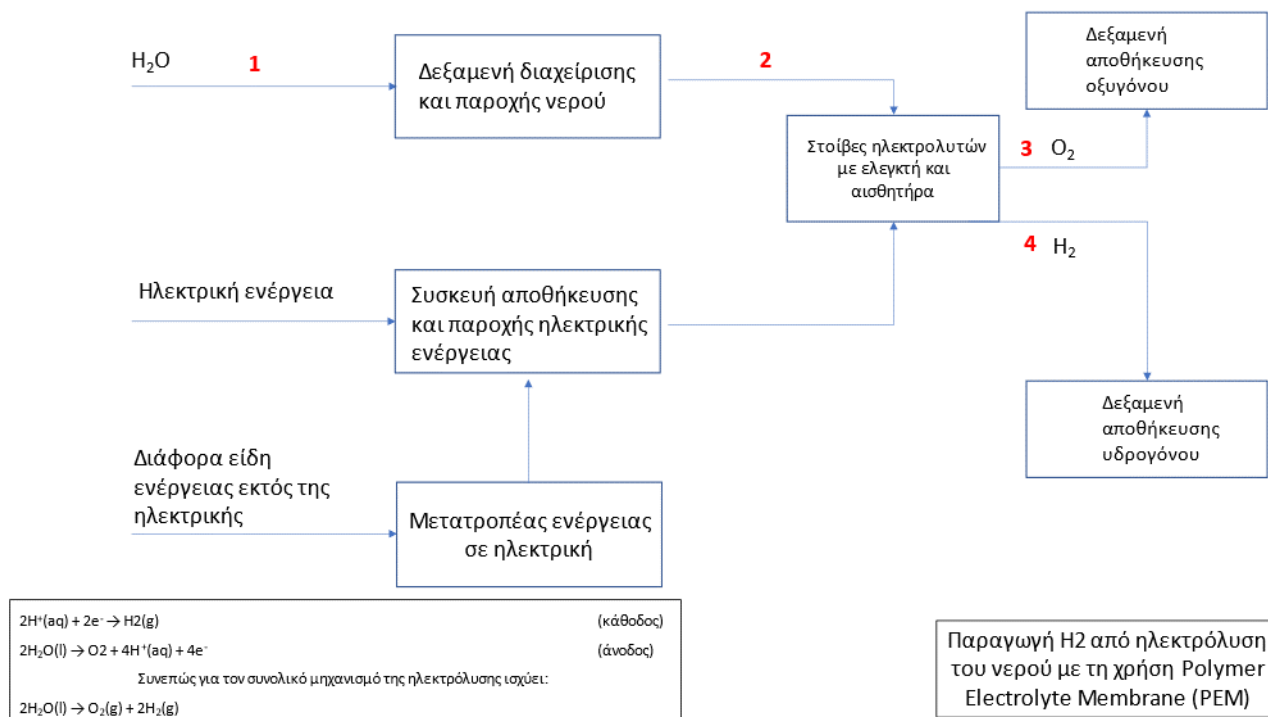 H₂O
1
Δεξαμενή διαχείρισης
και παροχής νερού
2
Δεξαμενή
αποθήκευσης
οξυγόνου
Στοίβες ηλεκτρολυτών
με ελεγκτή και
αισθητήρα
3 O₂
4 H₂
Ηλεκτρική ενέργεια
Συσκευή αποθήκευσης
και παροχής ηλεκτρικής
ενέργειας
Δεξαμενή
αποθήκευσης
υδρογόνου
Διάφορα είδη
ενέργειας εκτός της
ηλεκτρικής
Μετατροπέας ενέργειας
σε ηλεκτρική
2H⁺(aq) + 2e⁻ → H2(g) (κάθοδος)
2H₂O(l) → O2 + 4H⁺(aq) + 4e⁻ (άνοδος)
Συνεπώς για τον συνολικό μηχανισμό της ηλεκτρόλυσης ισχύει:
2H₂O(l) → O₂(g) + 2H₂(g)
Παραγωγή H2 από ηλεκτρόλυση
του νερού με τη χρήση Polymer
Electrolyte Membrane (PEM)